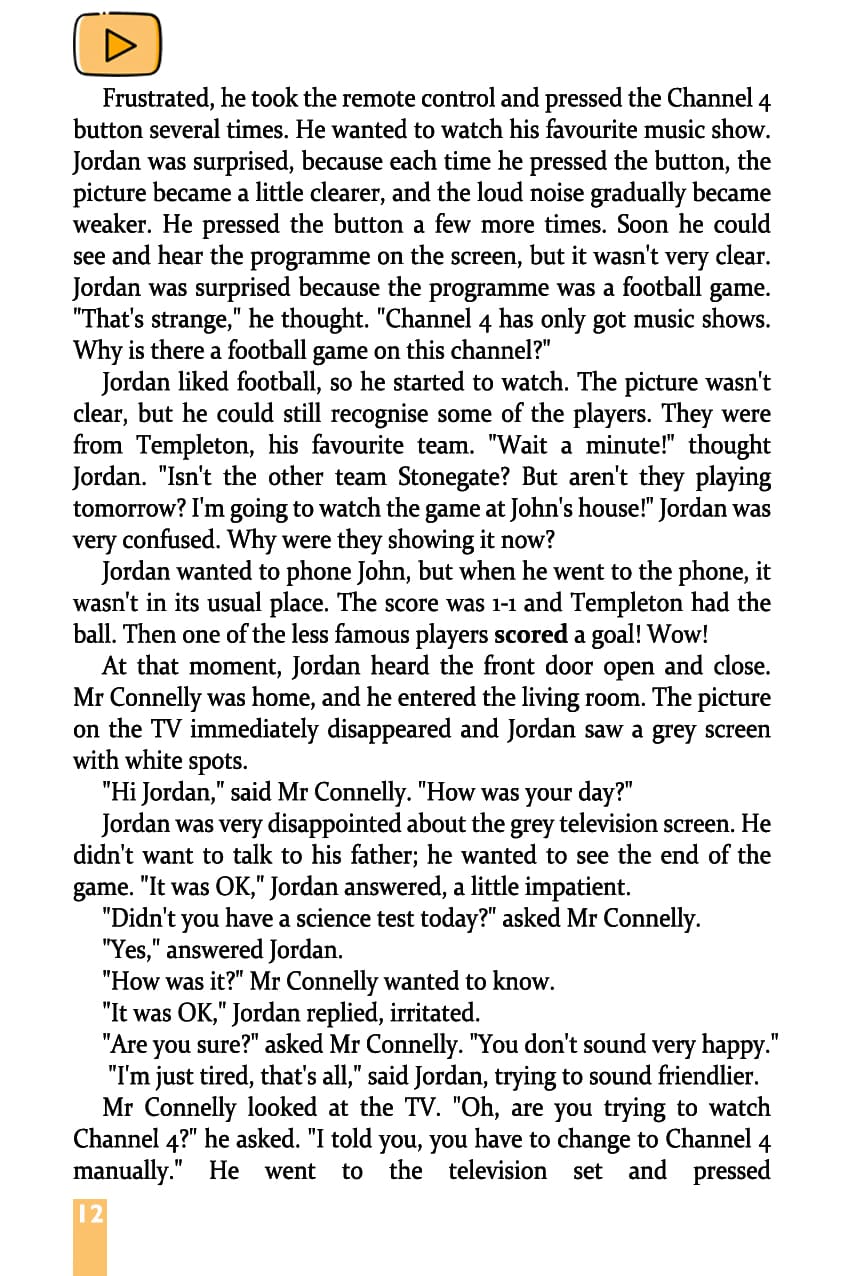 Frustrated, he took the remote control and pressed the Channel 4
button several times. He wanted to watch his favourite music show.
Jordan was surprised, because each time he pressed the button, the
picture became a little clearer, and the loud noise gradually became
weaker. He pressed the button a few more times. Soon he could
see and hear the programme on the screen, but it wasn't very clear.
Jordan was surprised because the programme was a football game.
"That's strange," he thought. "Channel 4 has only got music shows.
Why is there a football game on this channel?"
Jordan liked football, so he started to watch. The picture wasn't
clear, but he could still recognise some of the players. They were
from Templeton, his favourite team. "Wait a minute!" thought
Jordan. "Isn't the other team Stonegate? But aren't they playing
tomorrow? I'm going to watch the game at John's house!" Jordan was
very confused. Why were they showing it now?
Jordan wanted to phone John, but when he went to the phone, it
wasn't in its usual place. The score was 1-1 and Templeton had the
ball. Then one of the less famous players scored a goal! Wow!
At that moment, Jordan heard the front door open and close.
Mr Connelly was home, and he entered the living room. The picture
on the TV immediately disappeared and Jordan saw a grey screen
with white spots.
"Hi Jordan," said Mr Connelly. "How was your day?"
Jordan was very disappointed about the grey television screen. He
didn't want to talk to his father; he wanted to see the end of the
game. "It was OK," Jordan answered, a little impatient.
"Didn't you have a science test today?" asked Mr Connelly.
"Yes," answered Jordan.
"How was it?" Mr Connelly wanted to know.
"It was OK," Jordan replied, irritated.
"Are you sure?" asked Mr Connelly. "You don't sound very happy."
"I'm just tired, that's all," said Jordan, trying to sound friendlier.
Mr Connelly looked at the TV. "Oh, are you trying to watch
Channel 4?" he asked. "I told you, you have to change to Channel 4
manually." He went to the television set and pressed
12